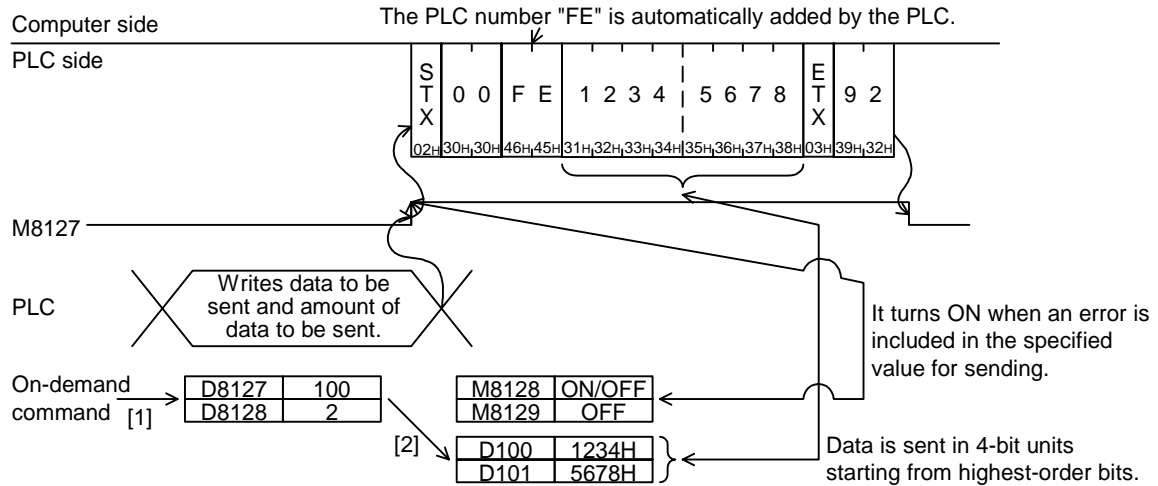 The PLC number "FE" is automatically added by the PLC.
Computer side
PLC side
STX 0 0 F E 1 2 3 4 5 6 7 8 ETX 9 2
02H 30H 30H 46H 45H 31H 32H 33H 34H 35H 36H 37H 38H 03H 39H 32H
M8127
PLC
Writes data to be
sent and amount of
data to be sent.
It turns ON when an error is
included in the specified
value for sending.
On-demand
command [1]
D8127 100
D8128 2
M8128 ON/OFF
M8129 OFF
[2]
D100 1234H
D101 5678H
Data is sent in 4-bit units
starting from highest-order bits.